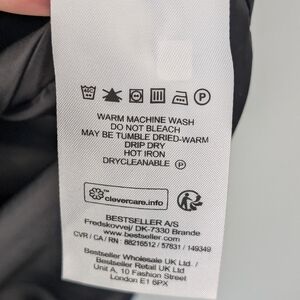 WARM MACHINE WASH
DO NOT BLEACH
MAY BE TUMBLE DRIED-WARM
DRIP DRY
HOT IRON
DRYCLEANABLE Ⓟ
clevercare.info
BESTSELLER A/S
Fredskovvej/ DK-7330 Brande
www.bestseller.com
CVR / CA / RN : 88216512 / 57831 / 149349
Bestseller Wholesale UK Ltd./
Bestseller Retail UK Ltd
Unit A, 10 Fashion Street
London E1 6PX